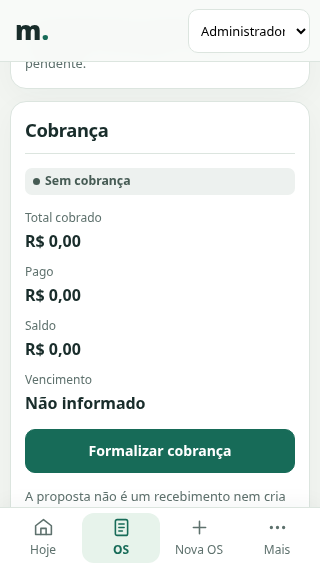 m.
Administrador
pendente.
Cobrança
Sem cobrança
Total cobrado
R$ 0,00
Pago
R$ 0,00
Saldo
R$ 0,00
Vencimento
Não informado
Formalizar cobrança
A proposta não é um recebimento nem cria
Hoje
OS
Nova OS
Mais